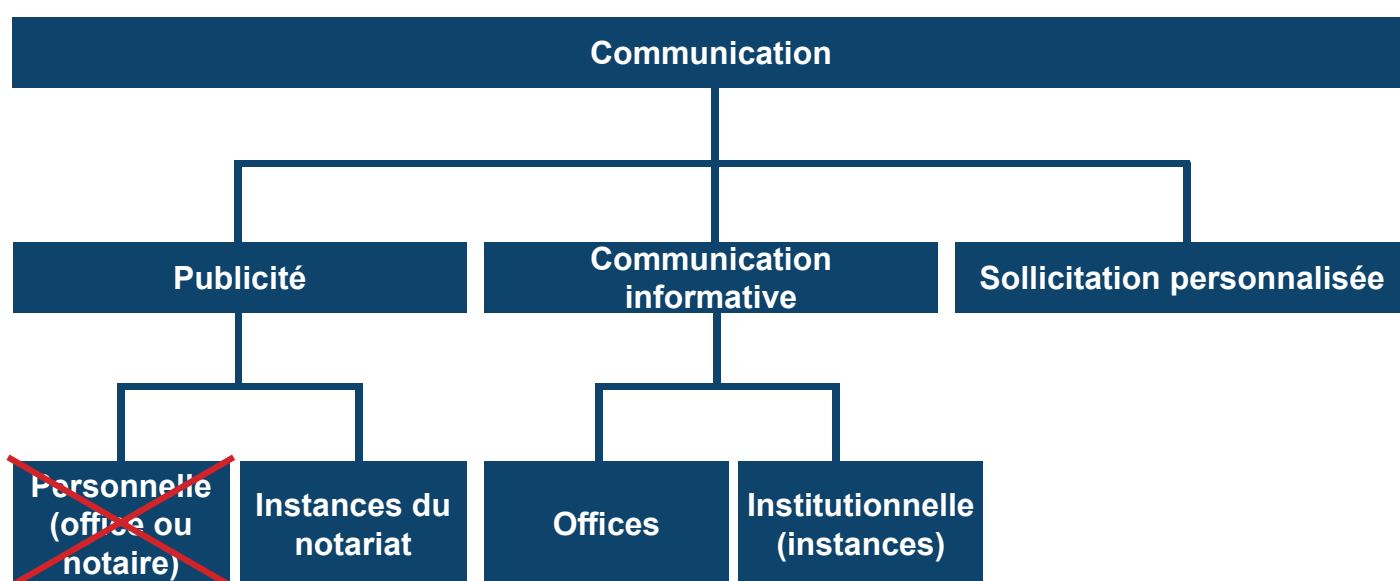 Communication
Publicité
Communication
informative
Sollicitation personnalisée
Personnelle
(office ou
notaire)
Instances du
notariat
Offices
Institutionnelle
(instances)